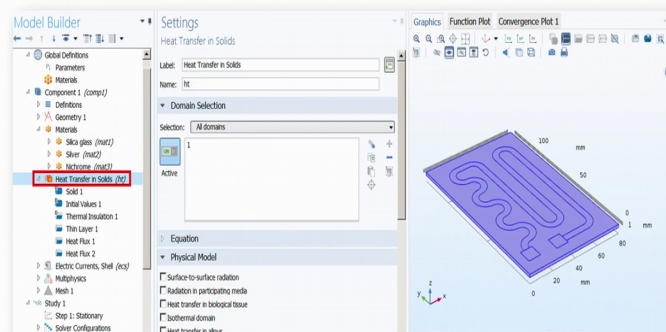 Model Builder
Global Definitions
Parameters
Materials
Component 1 (comp1)
Definitions
Geometry 1
Materials
Silica glass (mat1)
Silver (mat2)
Nichrome (mat3)
Heat Transfer in Solids (ht)
Solid 1
Initial Values 1
Thermal Insulation 1
Thin Layer 1
Heat Flux 1
Heat Flux 2
Electric Currents, Shell (ecs)
Multiphysics
Mesh 1
Study 1
Step 1: Stationary
Solver Configurations
Settings
Heat Transfer in Solids
Label: Heat Transfer in Solids
Name: ht
Domain Selection
Selection: All domains
1
Active
Equation
Physical Model
Surface-to-surface radiation
Radiation in participating media
Heat transfer in biological tissue
Isothermal domain
Heat transfer in alloys
Graphics Function Plot Convergence Plot 1
100
mm
50
0
1 mm
80
60
40 mm
20
0
z
y x